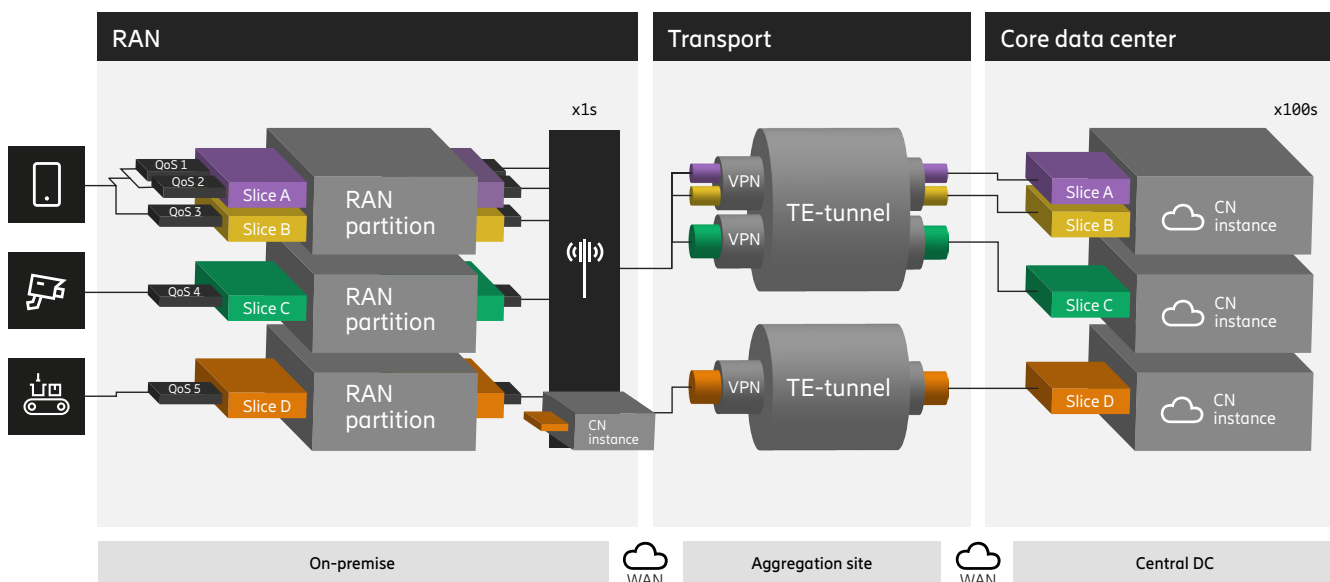 RAN
Transport
Core data center
x1s
x100s
QoS 1
QoS 2
QoS 3
Slice A
Slice B
RAN
partition
VPN
VPN
TE-tunnel
Slice A
Slice B
CN
instance
QoS 4
Slice C
RAN
partition
Slice C
CN
instance
QoS 5
Slice D
RAN
partition
CN
instance
VPN
TE-tunnel
Slice D
CN
instance
On-premise
WAN
Aggregation site
WAN
Central DC